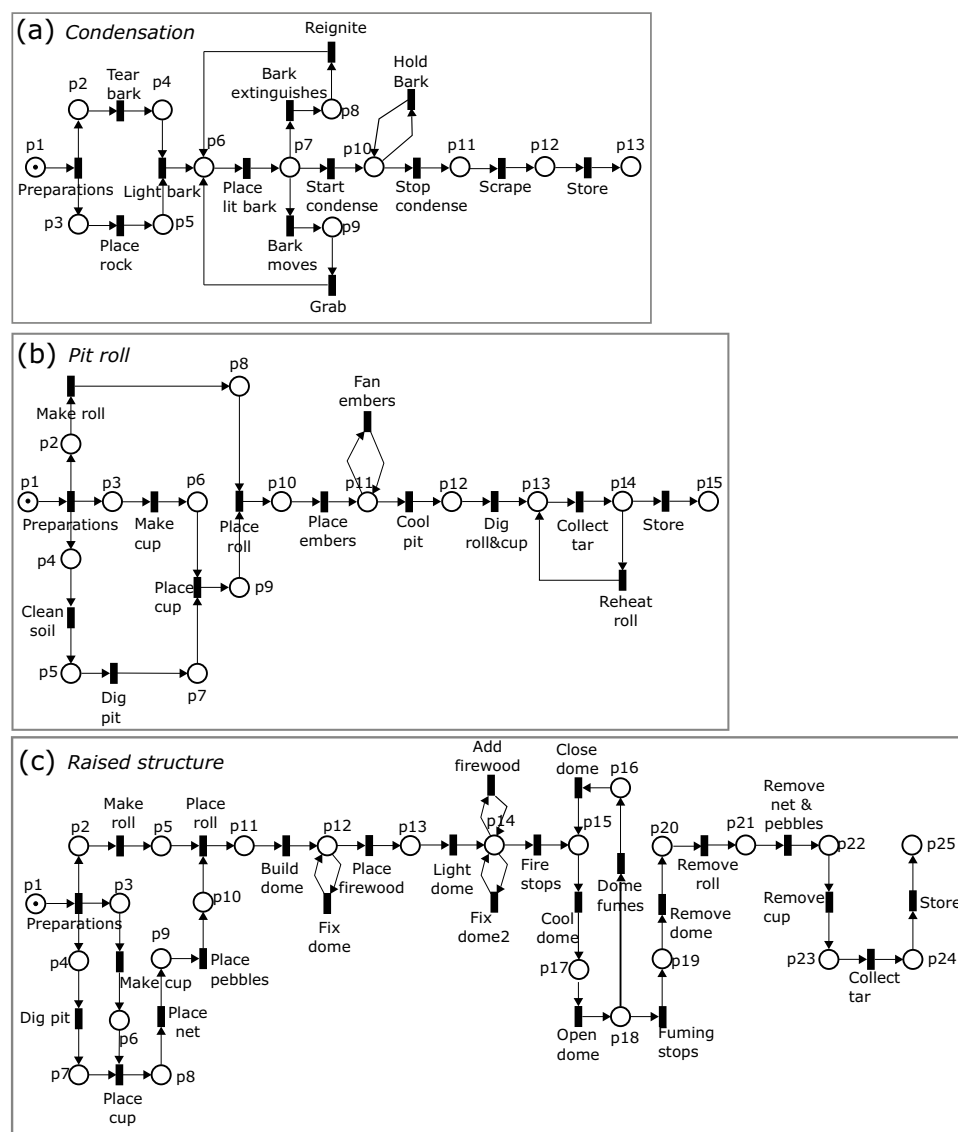 (a) Condensation
Reignite
Hold
Bark
Bark
extinguishes
Tear
bark
p2
p4
p8
p1
p6
p7
p10
p11
p12
p13
Preparations
Light bark
Place
lit bark
Start
condense
Stop
condense
Scrape
Store
p3
p5
p9
Place
rock
Bark
moves
Grab
(b) Pit roll
p8
Fan
embers
Make roll
p2
p1
p3
p6
p10
p11
p12
p13
p14
p15
Preparations
Make
cup
Place
roll
Place
embers
Cool
pit
Dig
roll&cup
Collect
tar
Store
p4
Place
cup
p9
Clean
soil
Reheat
roll
p5
p7
Dig
pit
(c) Raised structure
Add
firewood
Close
dome
p16
Make
roll
Place
roll
Remove
net &
pebbles
p2
p5
p11
p12
p13
p14
p15
p20
p21
p22
p25
Build
dome
Place
firewood
Light
dome
Fire
stops
Remove
roll
p1
p3
Preparations
p10
Fix
dome
Fix
dome2
Cool
dome
Dome
fumes
Remove
dome
Remove
cup
Store
p4
p9
Make cup
Place
pebbles
p17
p19
p23
Collect
tar
p24
Dig pit
p6
Place
net
Open
dome
p18
Fuming
stops
p7
p8
Place
cup